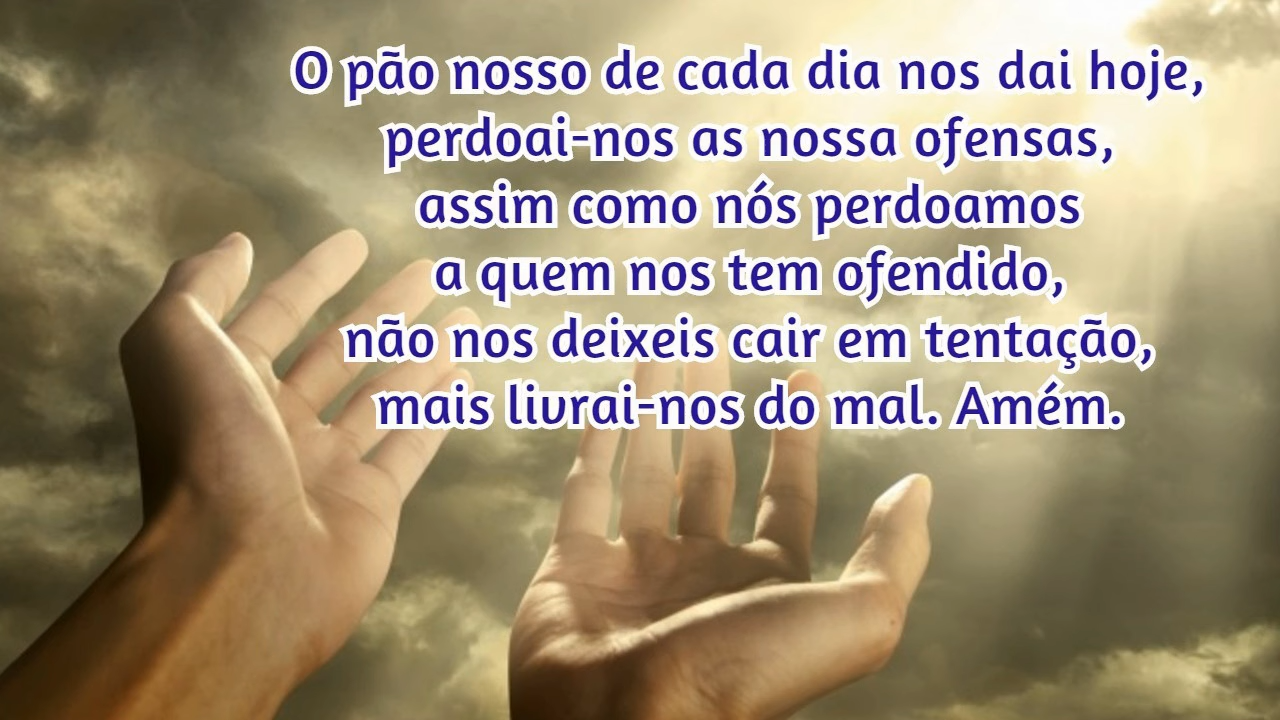 O pão nosso de cada dia nos dai hoje,
perdoai-nos as nossa ofensas,
assim como nós perdoamos
a quem nos tem ofendido,
não nos deixeis cair em tentação,
mais livrai-nos do mal. Amém.